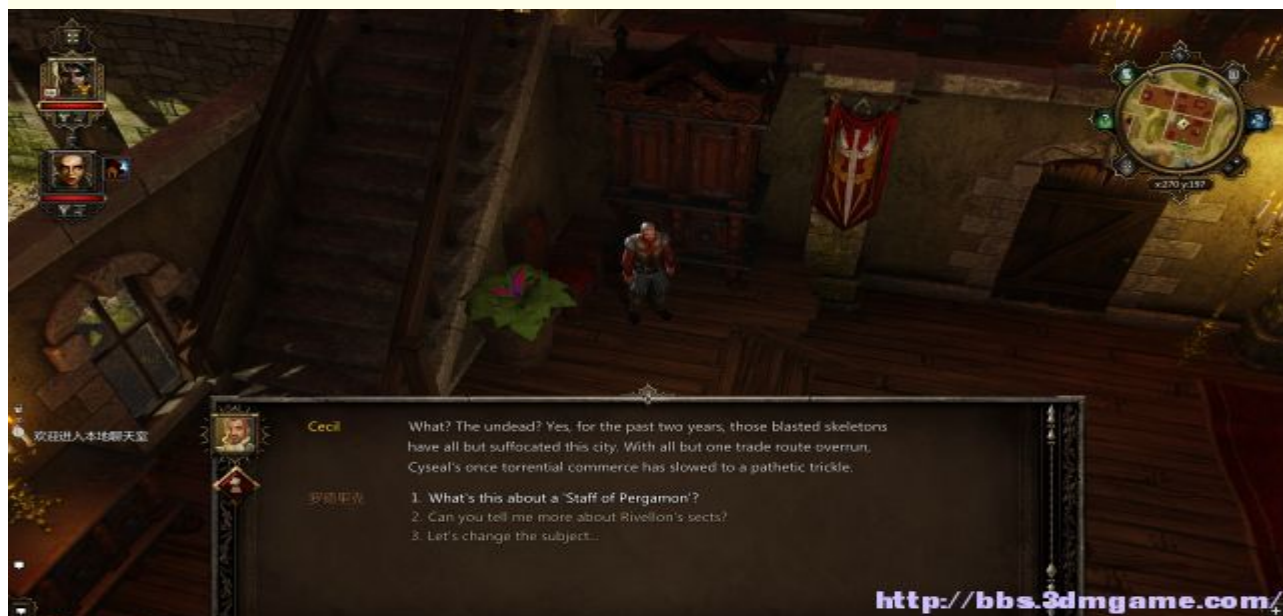 x:270 y:197
欢迎进入本地聊天室
Cecil
What? The undead? Yes, for the past two years, those blasted skeletons
have all but suffocated this city. With all but one trade route overrun,
Cyseal's once torrential commerce has slowed to a pathetic trickle.
1. What's this about a 'Staff of Pergamon'?
2. Can you tell me more about Rivellon's sects?
3. Let's change the subject...
http://bbs.3dmgame.com/